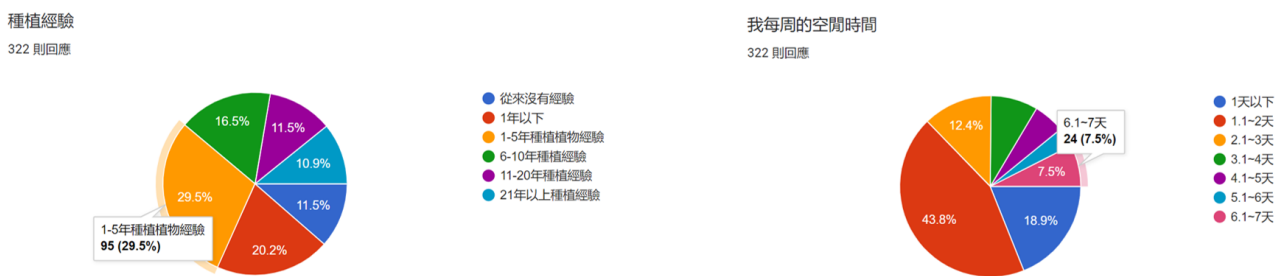 種植經驗
322 則回應
16.5%
11.5%
10.9%
29.5%
11.5%
20.2%
1-5年種植植物經驗
95 (29.5%)
從來沒有經驗
1年以下
1-5年種植植物經驗
6-10年種植經驗
11-20年種植經驗
21年以上種植經驗
我每周的空閒時間
322 則回應
12.4%
6.1~7天
24 (7.5%)
7.5%
43.8%
18.9%
1天以下
1.1~2天
2.1~3天
3.1~4天
4.1~5天
5.1~6天
6.1~7天